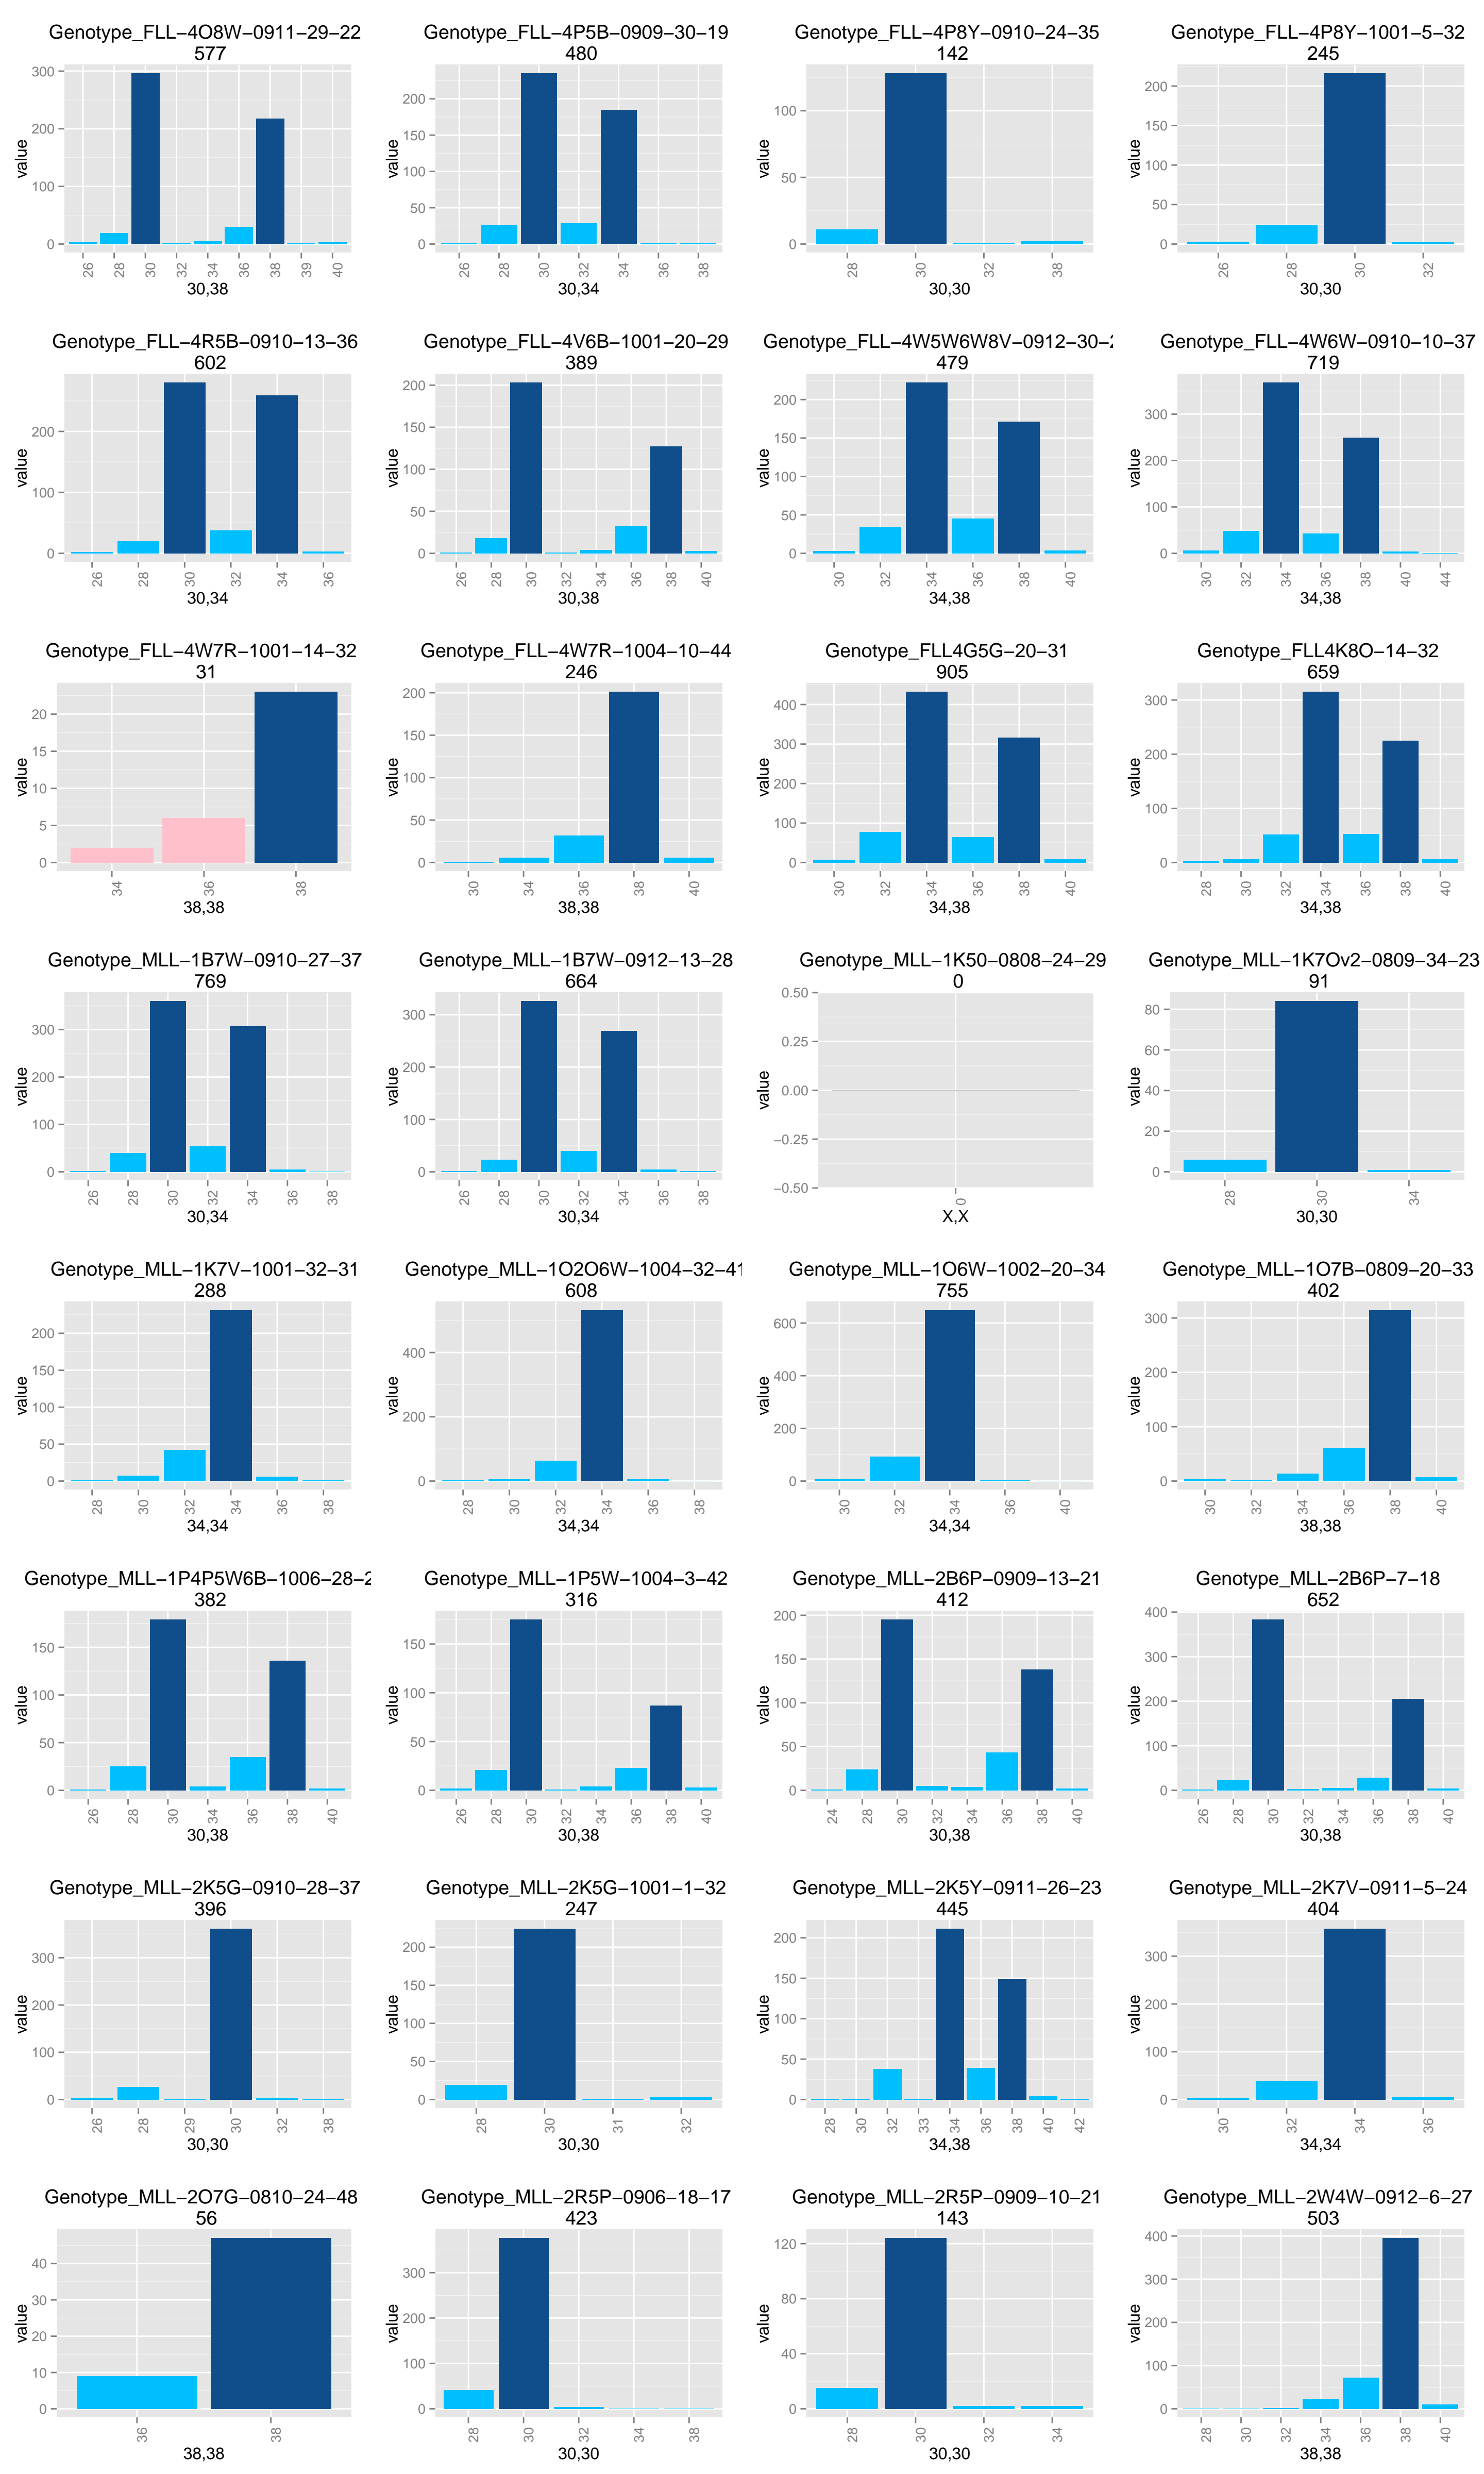 Genotype_FLL−4O8W−0911−29−22
577
300
200
100
0
value
26 28 30 32 34 36 38 39 40
30,38
Genotype_FLL−4P5B−0909−30−19
480
200
150
100
50
0
value
26 28 30 32 34 36 38
30,34
Genotype_FLL−4P8Y−0910−24−35
142
100
50
0
value
28 30 32 38
30,30
Genotype_FLL−4P8Y−1001−5−32
245
200
150
100
50
0
value
26 28 30 32
30,30
Genotype_FLL−4R5B−0910−13−36
602
200
100
0
value
26 28 30 32 34 36
30,34
Genotype_FLL−4V6B−1001−20−29
389
200
150
100
50
0
value
26 28 30 32 34 36 38 40
30,38
Genotype_FLL−4W5W6W8V−0912−30−2
479
200
150
100
50
0
value
30 32 34 36 38 40
34,38
Genotype_FLL−4W6W−0910−10−37
719
300
200
100
0
value
30 32 34 36 38 40 44
34,38
Genotype_FLL−4W7R−1001−14−32
31
20
15
10
5
0
value
34 36 38
38,38
Genotype_FLL−4W7R−1004−10−44
246
200
150
100
50
0
value
30 34 36 38 40
38,38
Genotype_FLL4G5G−20−31
905
400
300
200
100
0
value
30 32 34 36 38 40
34,38
Genotype_FLL4K8O−14−32
659
300
200
100
0
value
28 30 32 34 36 38 40
34,38
Genotype_MLL−1B7W−0910−27−37
769
300
200
100
0
value
26 28 30 32 34 36 38
30,34
Genotype_MLL−1B7W−0912−13−28
664
300
200
100
0
value
26 28 30 32 34 36 38
30,34
Genotype_MLL−1K50−0808−24−29
0
0.50
0.25
0.00
−0.25
−0.50
value
0
X,X
Genotype_MLL−1K7Ov2−0809−34−23
91
80
60
40
20
0
value
28 30 34
30,30
Genotype_MLL−1K7V−1001−32−31
288
200
150
100
50
0
value
28 30 32 34 36 38
34,34
Genotype_MLL−1O2O6W−1004−32−41
608
400
200
0
value
28 30 32 34 36 38
34,34
Genotype_MLL−1O6W−1002−20−34
755
600
400
200
0
value
30 32 34 36 40
34,34
Genotype_MLL−1O7B−0809−20−33
402
300
200
100
0
value
30 32 34 36 38 40
38,38
Genotype_MLL−1P4P5W6B−1006−28−2
382
150
100
50
0
value
26 28 30 34 36 38 40
30,38
Genotype_MLL−1P5W−1004−3−42
316
150
100
50
0
value
26 28 30 32 34 36 38 40
30,38
Genotype_MLL−2B6P−0909−13−21
412
200
150
100
50
0
value
24 28 30 32 34 36 38 40
30,38
Genotype_MLL−2B6P−7−18
652
400
300
200
100
0
value
26 28 30 32 34 36 38 40
30,38
Genotype_MLL−2K5G−0910−28−37
396
300
200
100
0
value
26 28 29 30 32 38
30,30
Genotype_MLL−2K5G−1001−1−32
247
200
150
100
50
0
value
28 30 31 32
30,30
Genotype_MLL−2K5Y−0911−26−23
445
200
150
100
50
0
value
28 30 32 33 34 36 38 40 42
34,38
Genotype_MLL−2K7V−0911−5−24
404
300
200
100
0
value
30 32 34 36
34,34
Genotype_MLL−2O7G−0810−24−48
56
40
30
20
10
0
value
36 38
38,38
Genotype_MLL−2R5P−0906−18−17
423
300
200
100
0
value
28 30 32 34 38
30,30
Genotype_MLL−2R5P−0909−10−21
143
120
80
40
0
value
28 30 32 34
30,30
Genotype_MLL−2W4W−0912−6−27
503
400
300
200
100
0
value
28 30 32 34 36 38 40
38,38